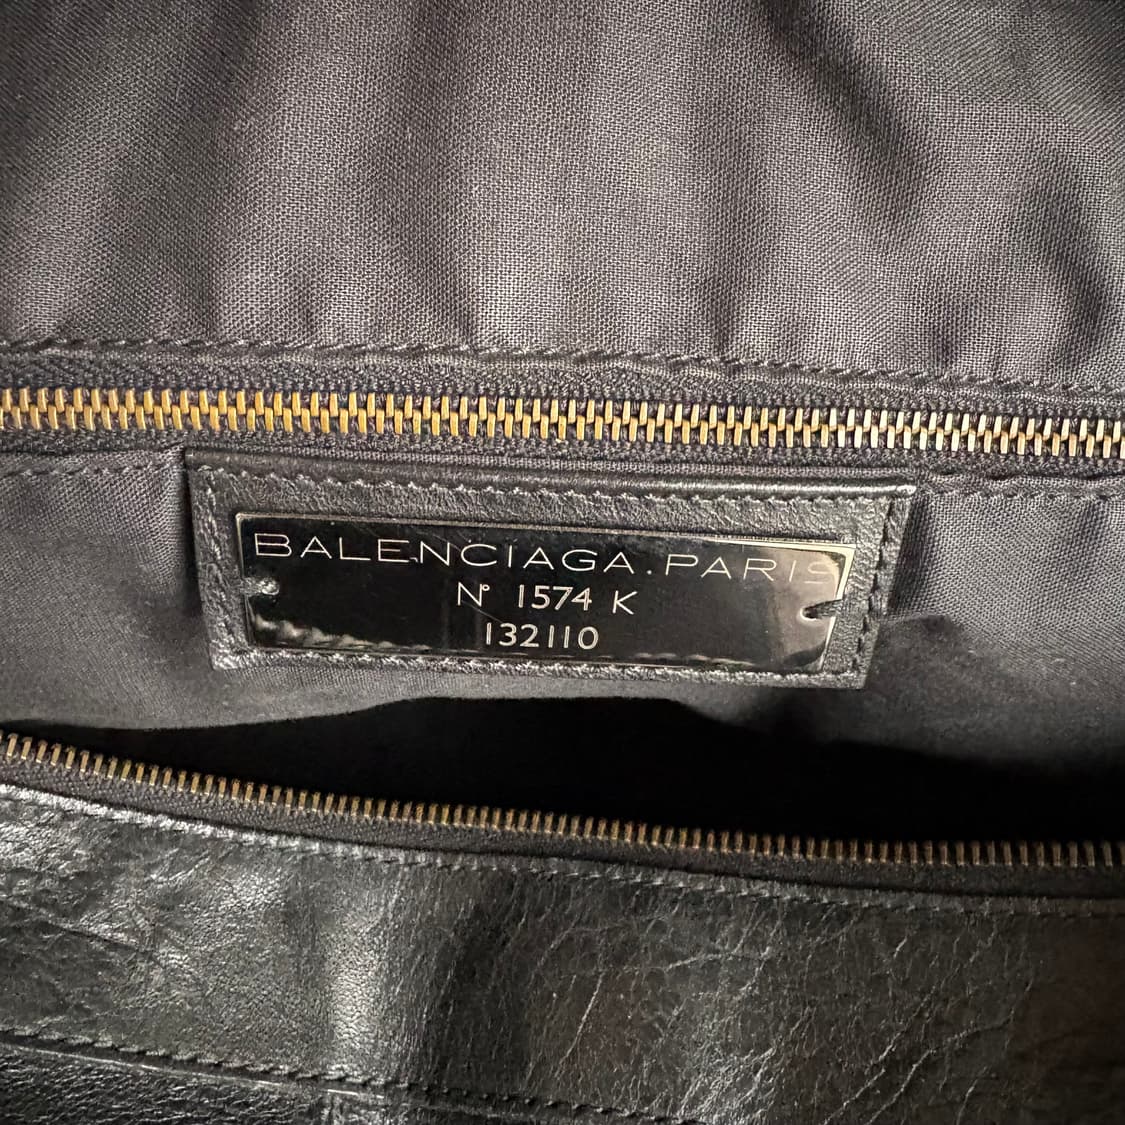 BALENCIAGA.PARIS
N° 1574 K
132110